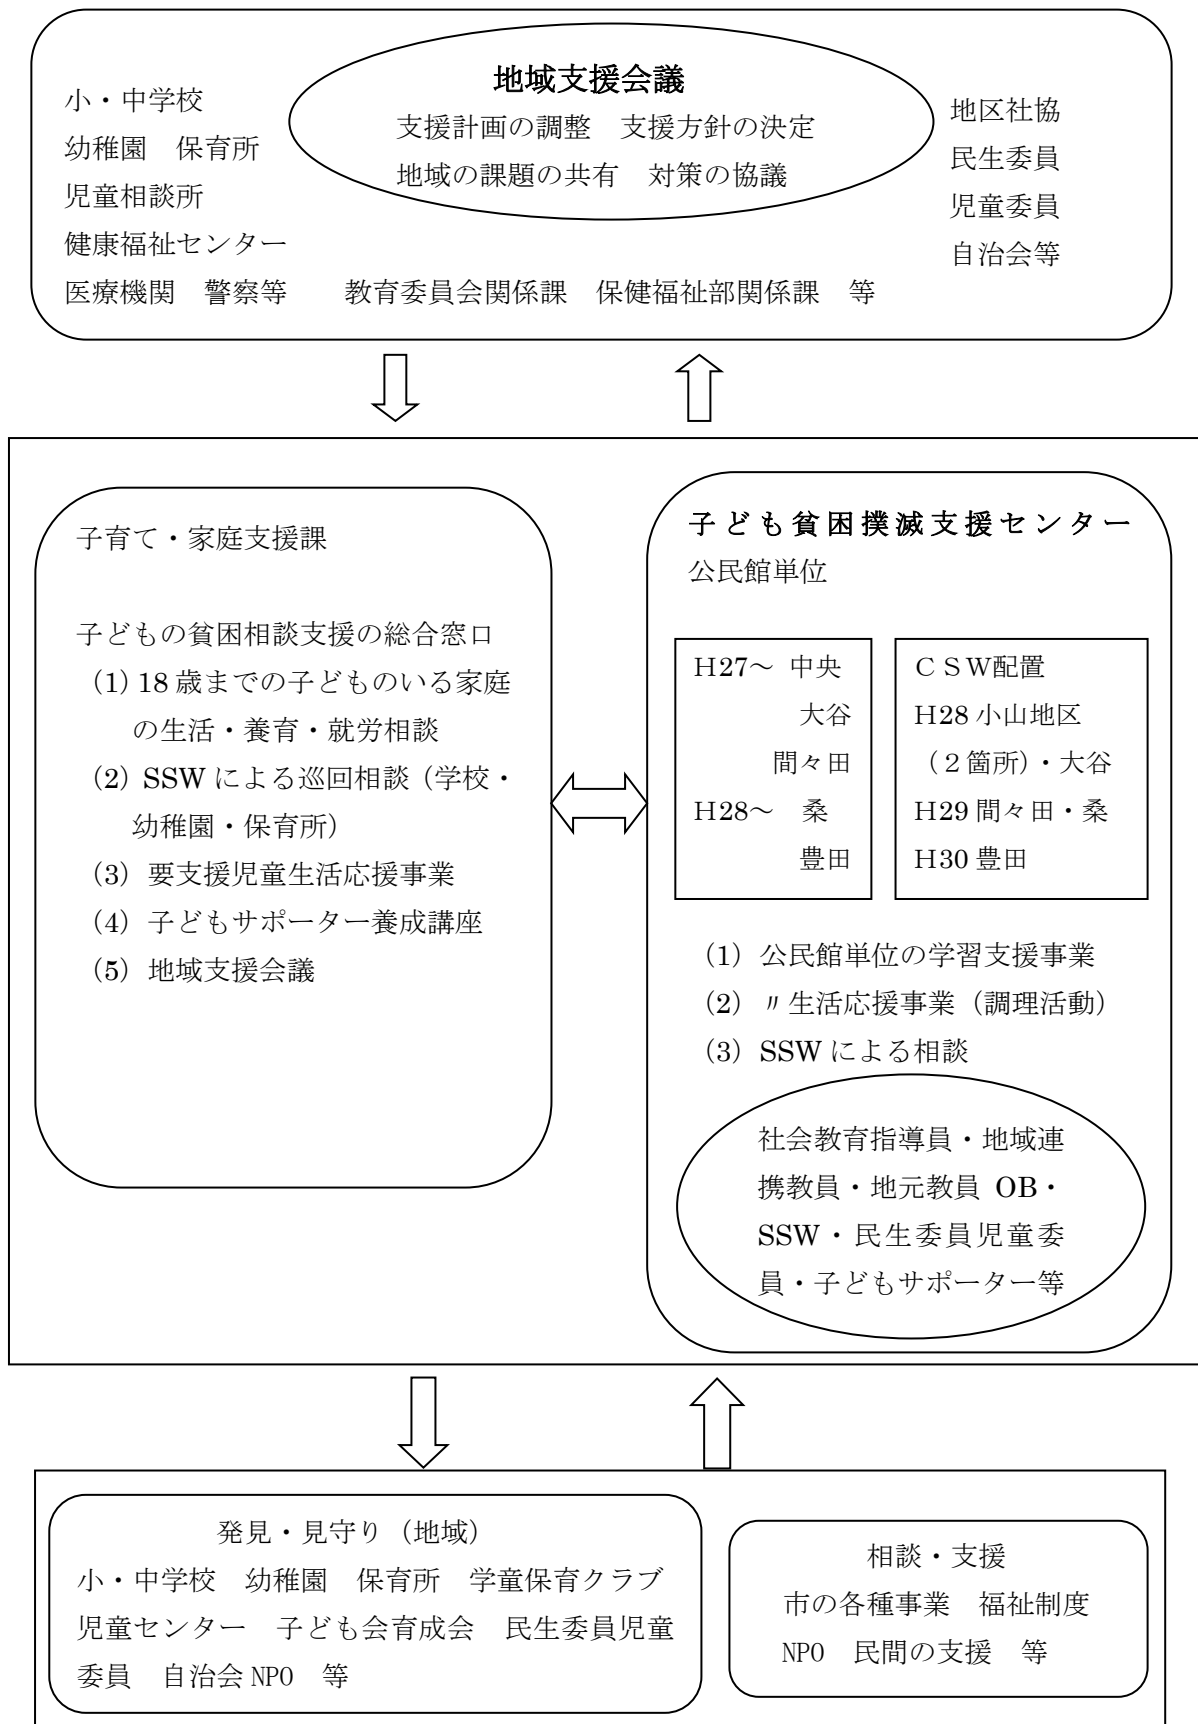 地域支援会議
支援計画の調整　支援方針の決定
地域の課題の共有　対策の協議
小・中学校
幼稚園　保育所
児童相談所
健康福祉センター
医療機関　警察等　　教育委員会関係課　保健福祉部関係課　等
地区社協
民生委員
児童委員
自治会等
子育て・家庭支援課
子どもの貧困相談支援の総合窓口
(1) 18 歳までの子どものいる家庭
の生活・養育・就労相談
(2) SSW による巡回相談（学校・
幼稚園・保育所）
（3）要支援児童生活応援事業
（4）子どもサポーター養成講座
（5）地域支援会議
子ども貧困撲滅支援センター
公民館単位
Ｈ27～ 中央
大谷
間々田
Ｈ28～　桑
豊田
ＣＳＷ配置
Ｈ28 小山地区
（２箇所）・大谷
Ｈ29 間々田・桑
Ｈ30 豊田
（1）公民館単位の学習支援事業
（2）〃生活応援事業（調理活動）
（3）SSW による相談
社会教育指導員・地域連
携教員・地元教員 OB・
SSW・民生委員児童委
員・子どもサポーター等
発見・見守り（地域）
小・中学校　幼稚園　保育所　学童保育クラブ
児童センター　子ども会育成会　民生委員児童
委員　自治会 NPO　等
相談・支援
市の各種事業　福祉制度
NPO　民間の支援　等